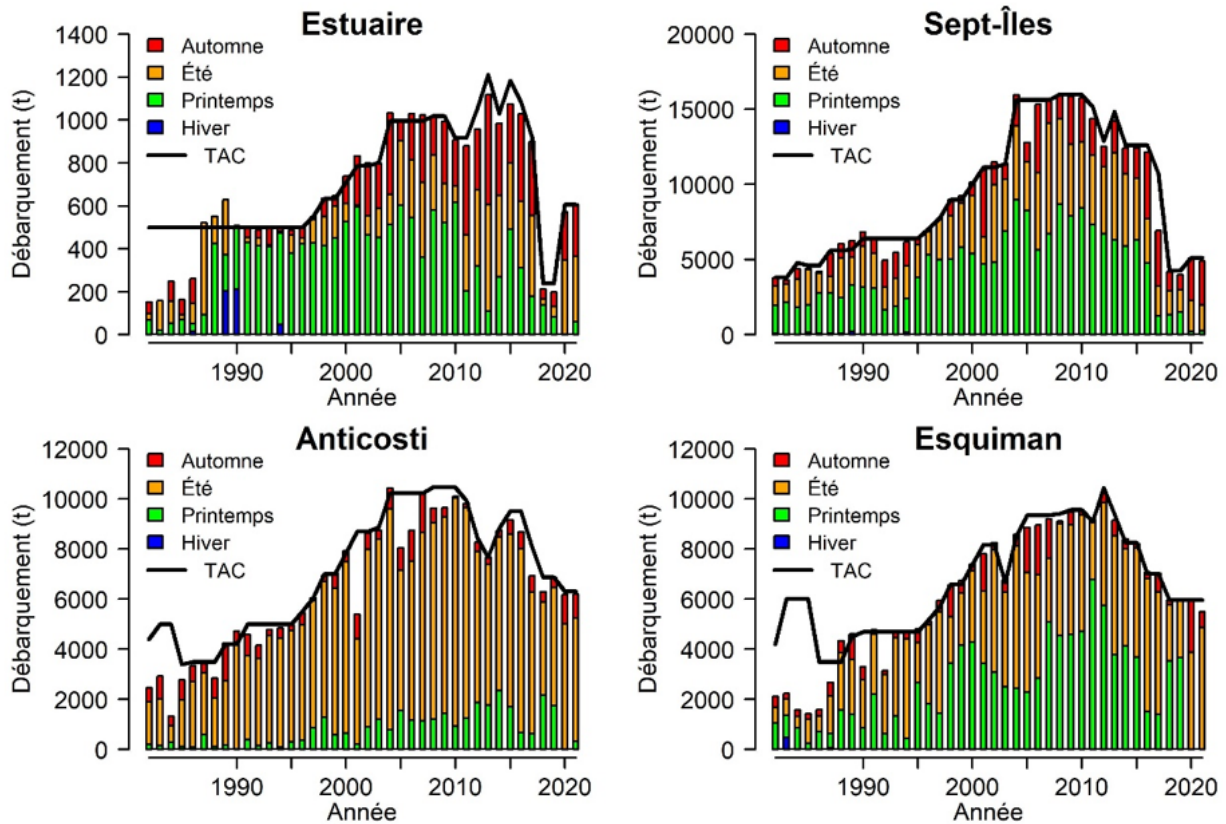 Estuaire
Débarquement (t)
1400
1200
1000
800
600
400
200
0
Automne
Été
Printemps
Hiver
TAC
1990
2000
2010
2020
Année
Sept-Îles
Débarquement (t)
20000
15000
10000
5000
0
Automne
Été
Printemps
Hiver
TAC
1990
2000
2010
2020
Année
Anticosti
Débarquement (t)
12000
10000
8000
6000
4000
2000
0
Automne
Été
Printemps
Hiver
TAC
1990
2000
2010
2020
Année
Esquiman
Débarquement (t)
12000
10000
8000
6000
4000
2000
0
Automne
Été
Printemps
Hiver
TAC
1990
2000
2010
2020
Année